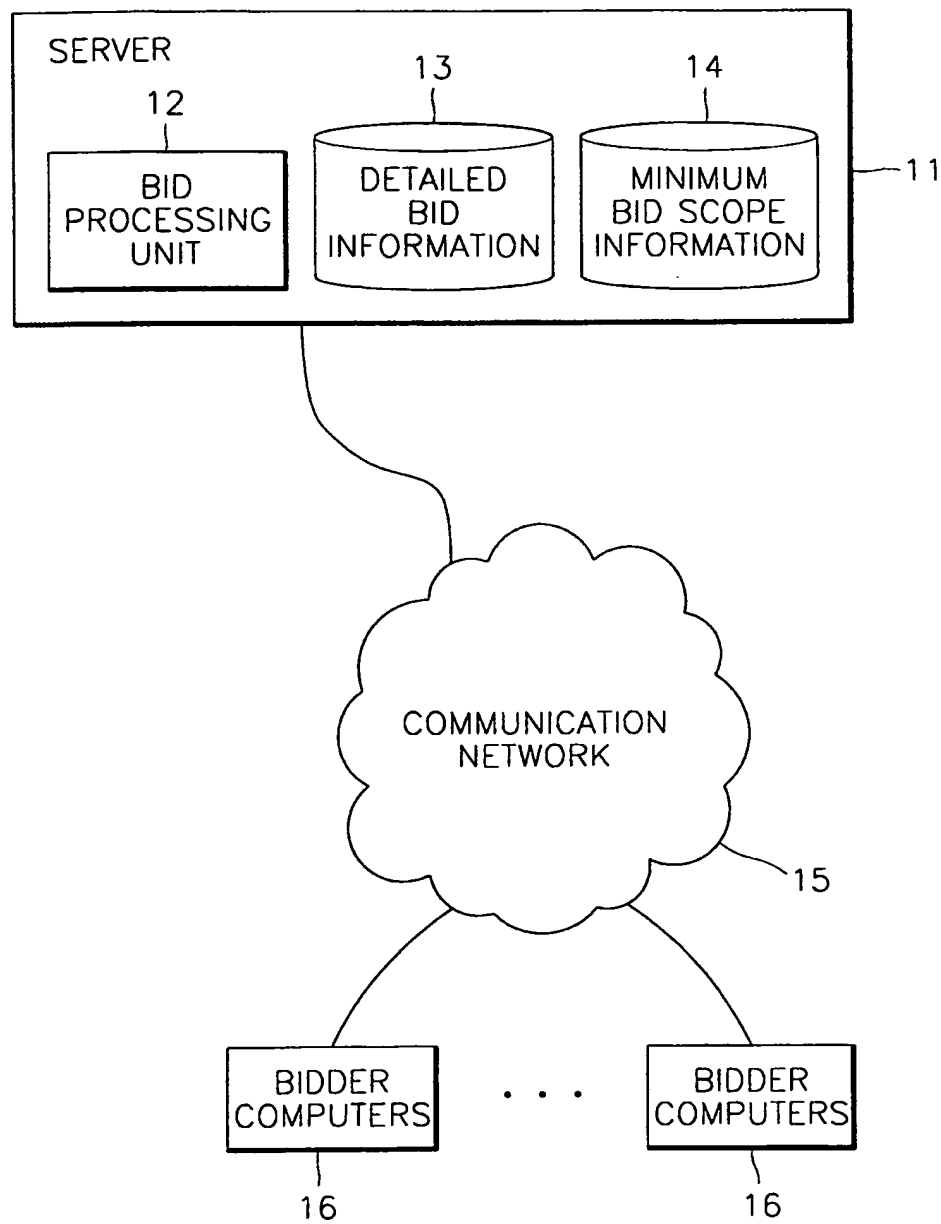 SERVER
12
13
14
BID
PROCESSING
UNIT
DETAILED
BID
INFORMATION
MINIMUM
BID SCOPE
INFORMATION
11
COMMUNICATION
NETWORK
15
BIDDER
COMPUTERS
. . .
BIDDER
COMPUTERS
16
16